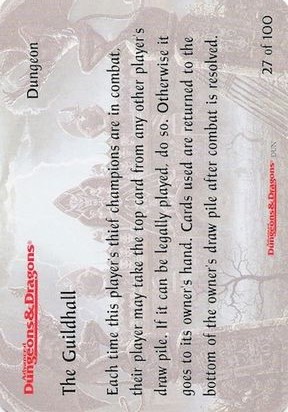 Advanced
Dungeons & Dragons®
The Guildhall
Dungeon
Each time this player's thief champions are in combat,
their player may take the top card from any other player's
draw pile. If it can be legally played, do so. Otherwise it
goes to its owner's hand. Cards used are returned to the
bottom of the owner's draw pile after combat is resolved.
Advanced
Dungeons & Dragons®
DUN
27 of 100